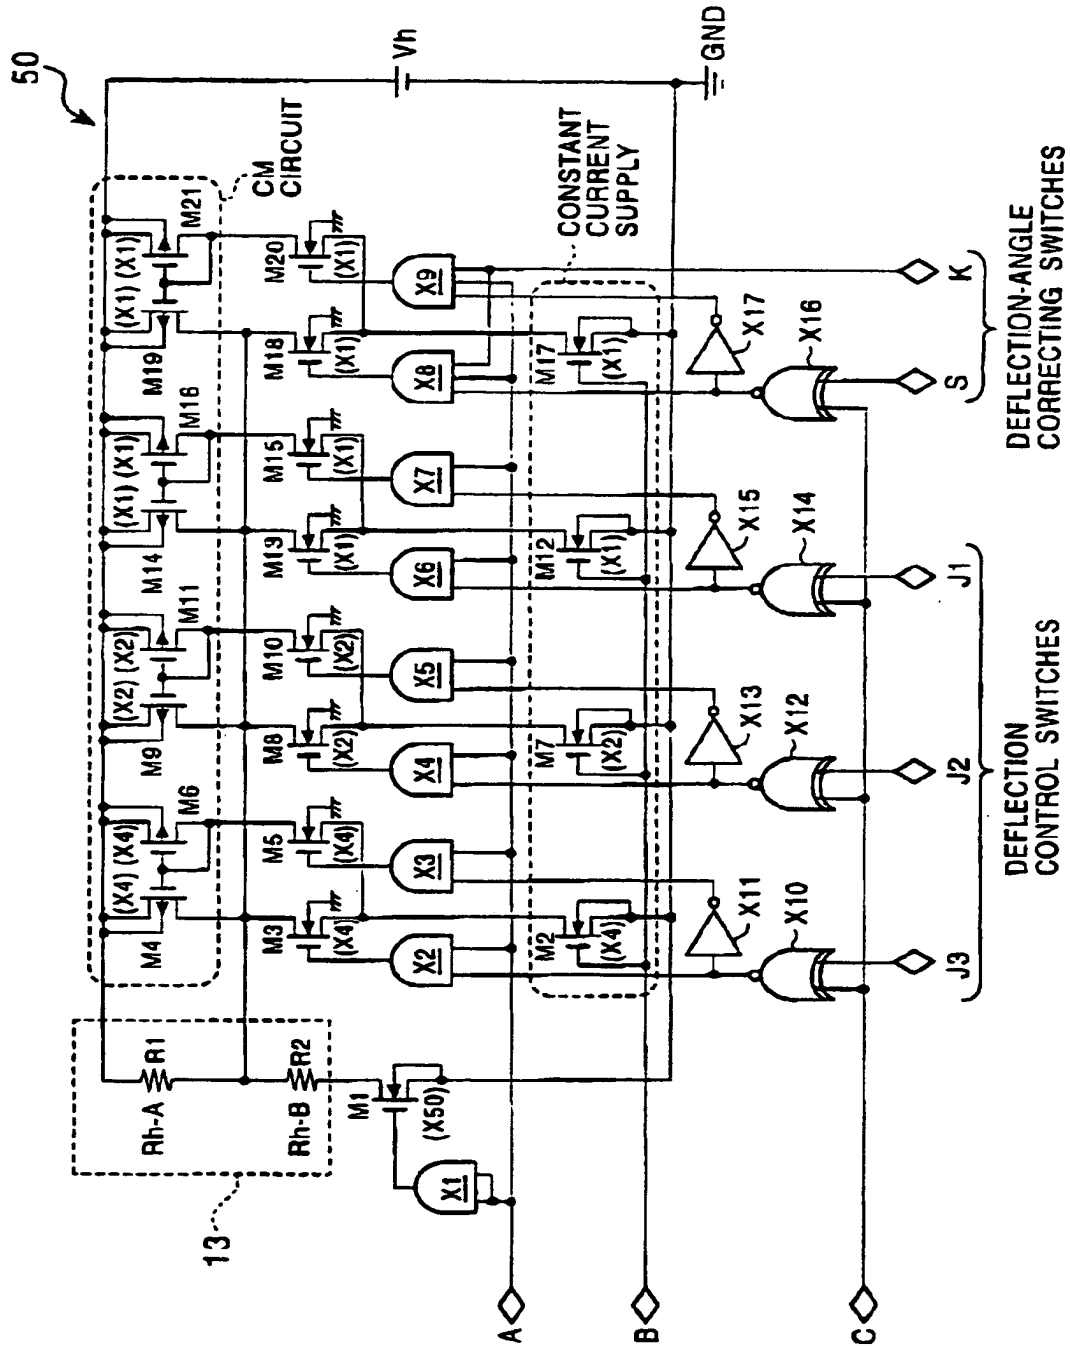 50
Vh
GND
CM
CIRCUIT
CONSTANT
CURRENT
SUPPLY
13
Rh-A
R1
Rh-B
R2
M4
(X4)
(X4)
M6
M9
(X2)
(X2)
M11
M14
(X1)
(X1)
M16
M19
(X1)
(X1)
M21
M1
(X50)
M3
(X4)
M5
(X4)
M8
(X2)
M10
(X2)
M13
(X1)
M15
(X1)
M18
(X1)
M20
(X1)
X1
X2
X3
X4
X5
X6
X7
X8
X9
M2
(X4)
M7
(X2)
M12
(X1)
M17
(X1)
X11
X10
X13
X12
X15
X14
X17
X16
A
B
C
J3
J2
J1
S
K
DEFLECTION
CONTROL SWITCHES
DEFLECTION-ANGLE
CORRECTING SWITCHES